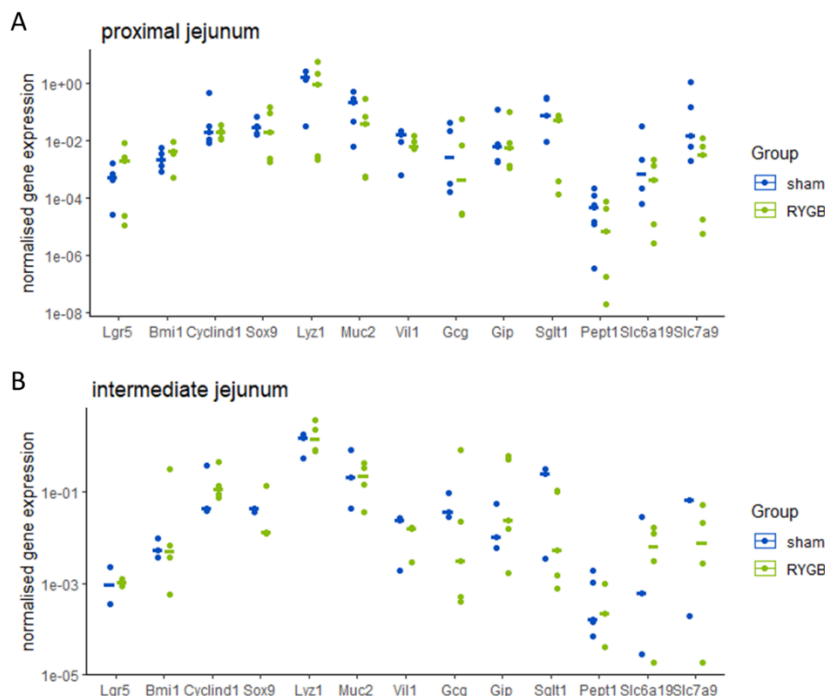 A
proximal jejunum
normalised gene expression
1e+00
1e-02
1e-04
1e-06
1e-08
Lgr5 Bmi1 Cyclind1 Sox9 Lyz1 Muc2 Vil1 Gcg Gip Sglt1 Pept1 Slc6a19 Slc7a9
Group
sham
RYGB
B
intermediate jejunum
normalised gene expression
1e-01
1e-03
1e-05
Lgr5 Bmi1 Cyclind1 Sox9 Lyz1 Muc2 Vil1 Gcg Gip Sglt1 Pept1 Slc6a19 Slc7a9
Group
sham
RYGB